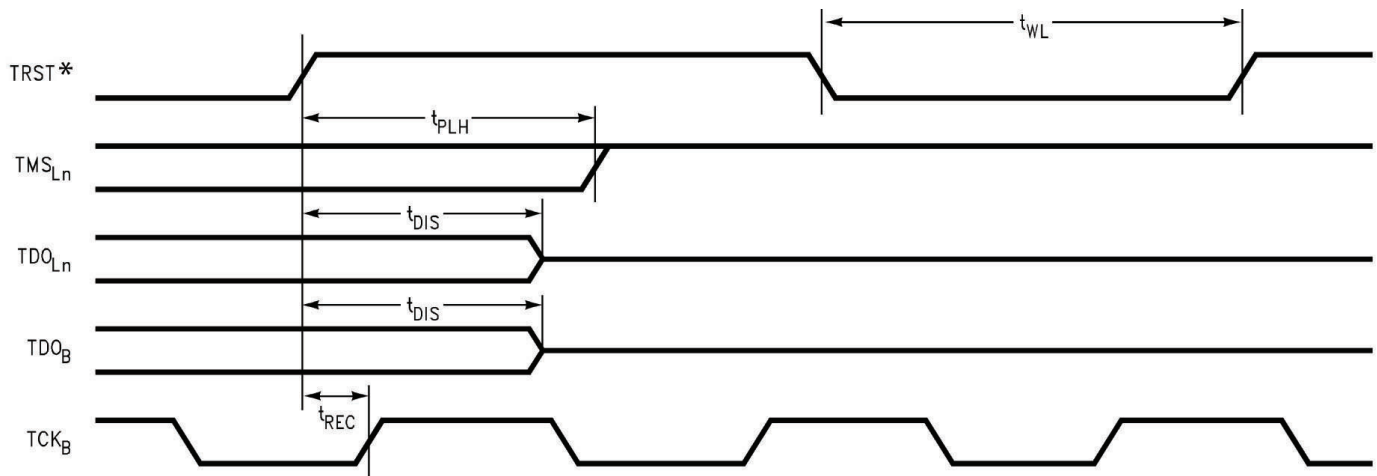 t_WL
TRST*
t_PLH
TMS_Ln
t_DIS
TDO_Ln
t_DIS
TDO_B
t_REC
TCK_B